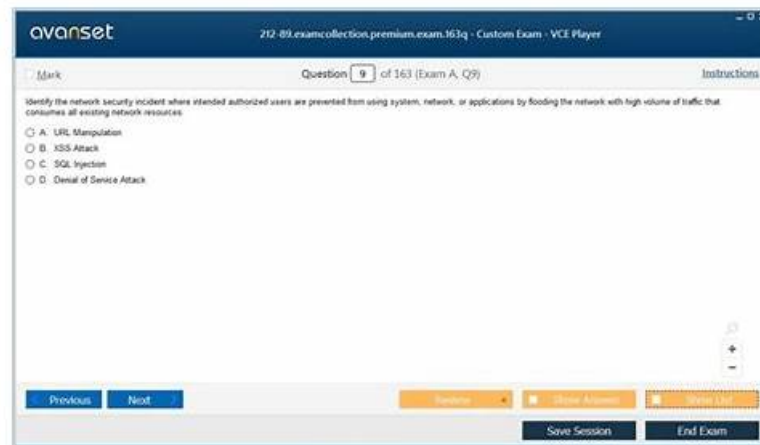 avanset
212-89.examcollection.premium.exam.163q - Custom Exam - VCE Player
Mark
Question 9 of 163 (Exam A, Q9)
Instructions
Identify the network security incident where intended authorized users are prevented from using system, network, or applications by flooding the network with high volume of traffic that
consumes all existing network resources.
A. URL Manipulation
B. XSS Attack
C. SQL Injection
D. Denial of Service Attack
Previous
Next
Review
Show Answer
Show List
Save Session
End Exam